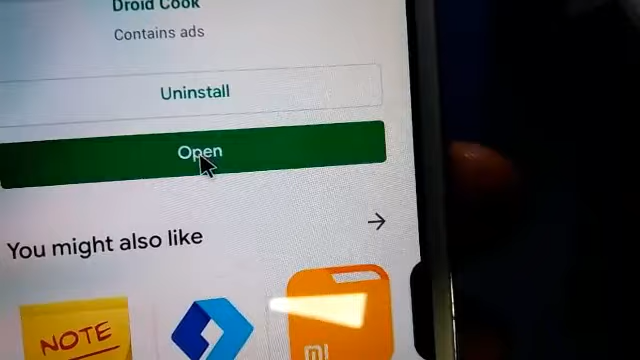 Droid Cook
Contains ads
Uninstall
Open
You might also like
NOTE
MI